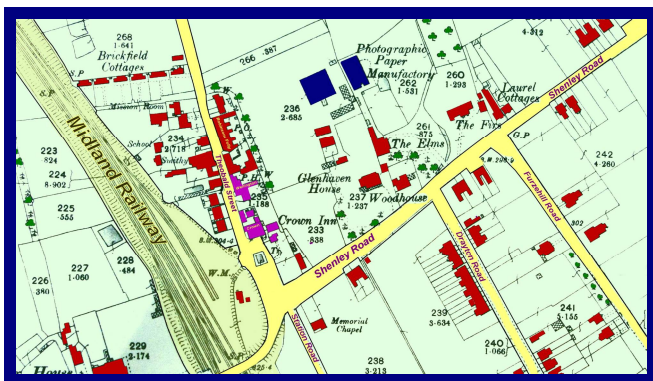 268
1·641
Brickfield
Cottages
S.P
S.P.
Mission Room
School
Smithy
234
2·718
W.
P.O.
266 ·387
236
2·685
Photographic
Paper
Manufactory
262
1·531
260
1·293
4·312
Laurel
Cottages
Shenley Road
The Firs
G.P
261
·875
The Elms
Glenhaven
House
237
1·237
Woodhouse
242
4·260
Furzehill Road
302
223
·824
224
8·902
225
·555
Midland Railway
Theobald Street
P.H.
235
1·188
Crown Inn
233
·538
Shenley Road
Drayton Road
226
380
227
1·060
228
·484
W.M.
Station Road
Memorial
Chapel
239
3·634
241
5·155
240
1·066
238
3·213
229
2·174
House
S.P.